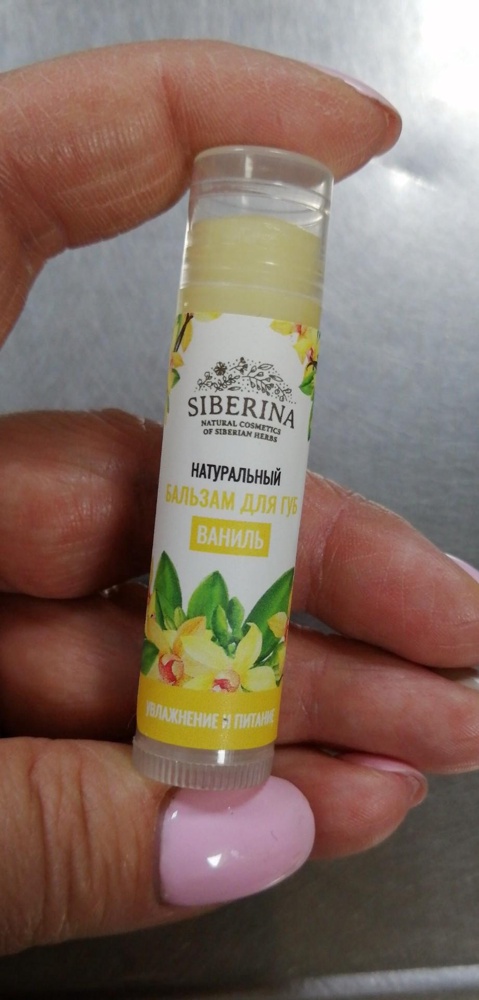 SIBERINA
NATURAL COSMETICS
OF SIBERIAN HERBS
НАТУРАЛЬНЫЙ
БАЛЬЗАМ ДЛЯ ГУБ
ВАНИЛЬ
УВЛАЖНЕНИЕ И ПИТАНИЕ